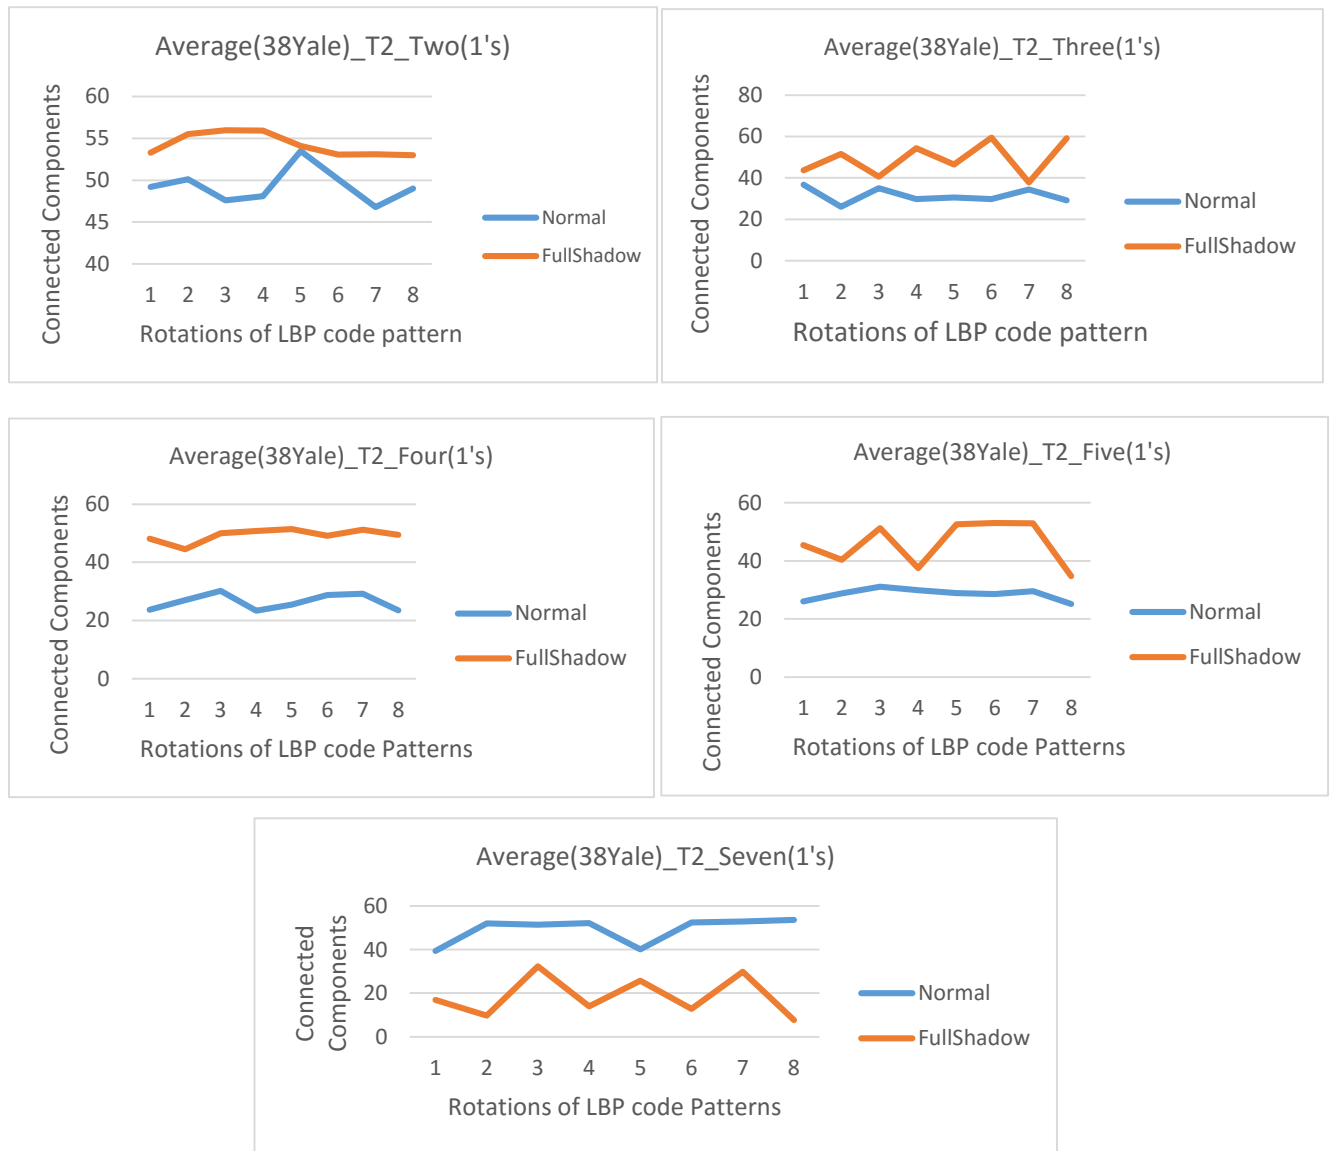 Average(38Yale)_T2_Two(1's)
Connected Components
60
55
50
45
40
1 2 3 4 5 6 7 8
Rotations of LBP code pattern
Normal
FullShadow
Average(38Yale)_T2_Three(1's)
Connected Components
80
60
40
20
0
1 2 3 4 5 6 7 8
Rotations of LBP code pattern
Normal
FullShadow
Average(38Yale)_T2_Four(1's)
Connected Components
60
40
20
0
1 2 3 4 5 6 7 8
Rotations of LBP code Patterns
Normal
FullShadow
Average(38Yale)_T2_Five(1's)
Connected Components
60
40
20
0
1 2 3 4 5 6 7 8
Rotations of LBP code Patterns
Normal
FullShadow
Average(38Yale)_T2_Seven(1's)
Connected
Components
60
40
20
0
1 2 3 4 5 6 7 8
Rotations of LBP code Patterns
Normal
FullShadow